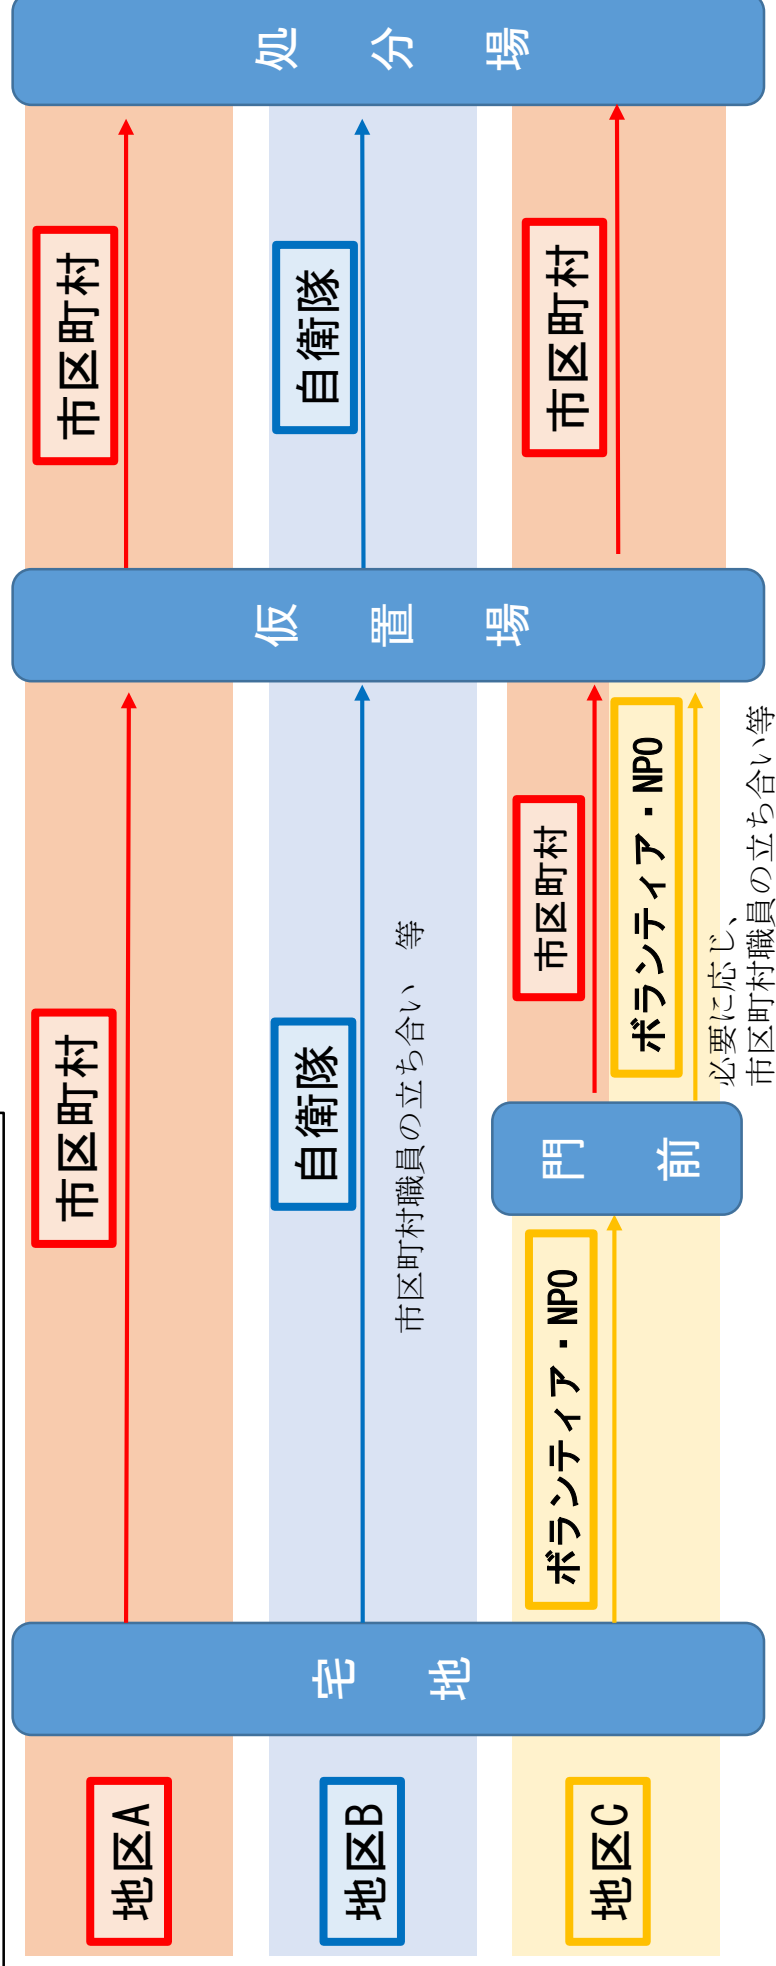 地区A
市区町村
市区町村
地区B
自衛隊
市区町村職員の立ち合い　等
自衛隊
地区C
ボランティア・NPO
市区町村
ボランティア・NPO
必要に応じ、
市区町村職員の立ち合い等
市区町村
宅　地
門　前
仮　置　場
処　分　場